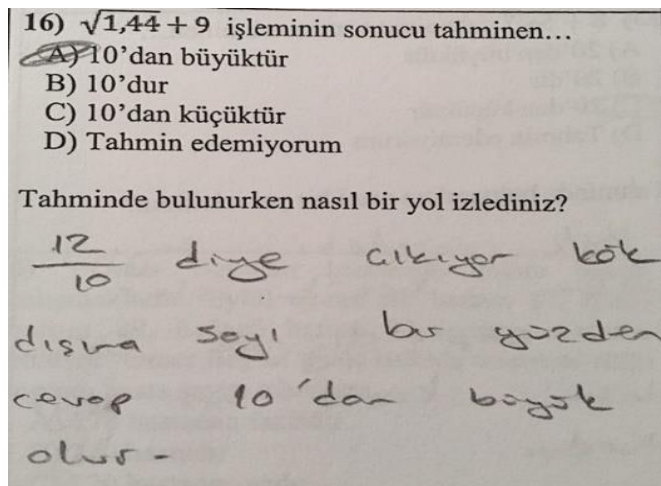 16) √1,44 + 9 işleminin sonucu tahminen...
A) 10'dan büyüktür
B) 10'dur
C) 10'dan küçüktür
D) Tahmin edemiyorum
Tahminde bulunurken nasıl bir yol izlediniz?
12/10 diye çıkıyor kök
dışına sayı bu yüzden
cevap 10'dan büyük
olur.